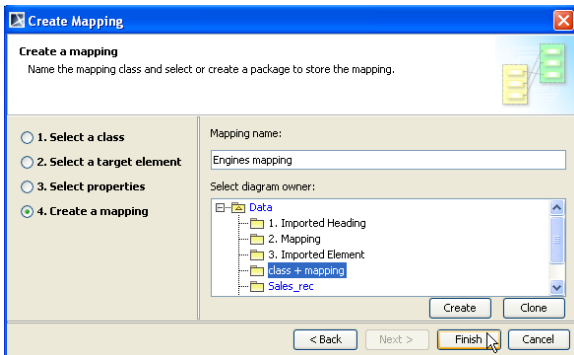 Create Mapping
Create a mapping
Name the mapping class and select or create a package to store the mapping.
1. Select a class
2. Select a target element
3. Select properties
4. Create a mapping
Mapping name:
Engines mapping
Select diagram owner:
Data
1. Imported Heading
2. Mapping
3. Imported Element
class + mapping
Sales_rec
Create Clone
< Back Next > Finish Cancel